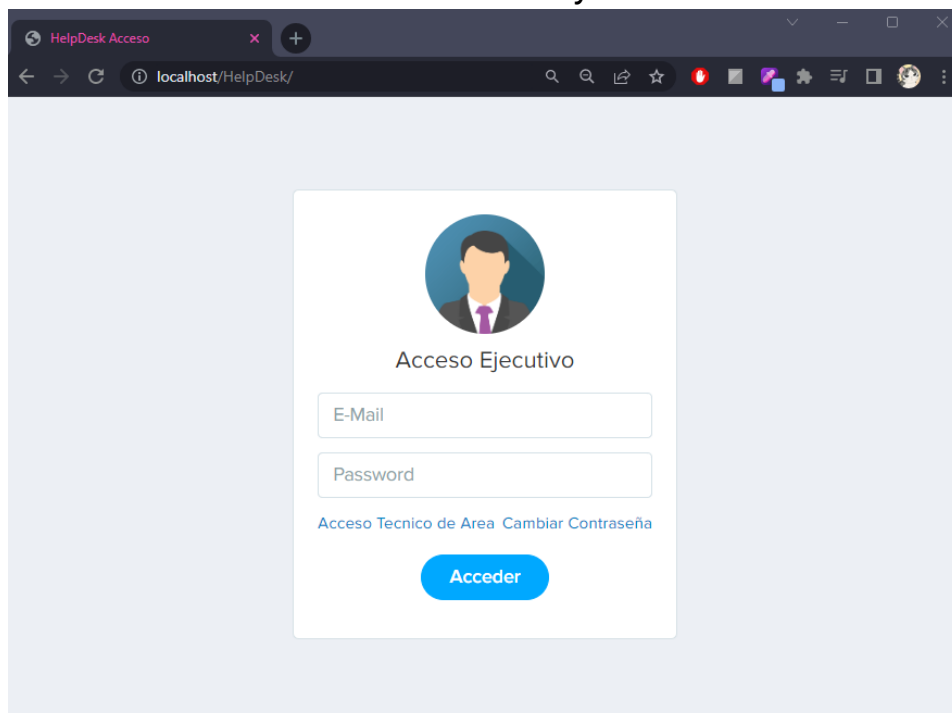 HelpDesk Acceso
localhost/HelpDesk/
Acceso Ejecutivo
E-Mail
Password
Acceso Tecnico de Area Cambiar Contraseña
Acceder